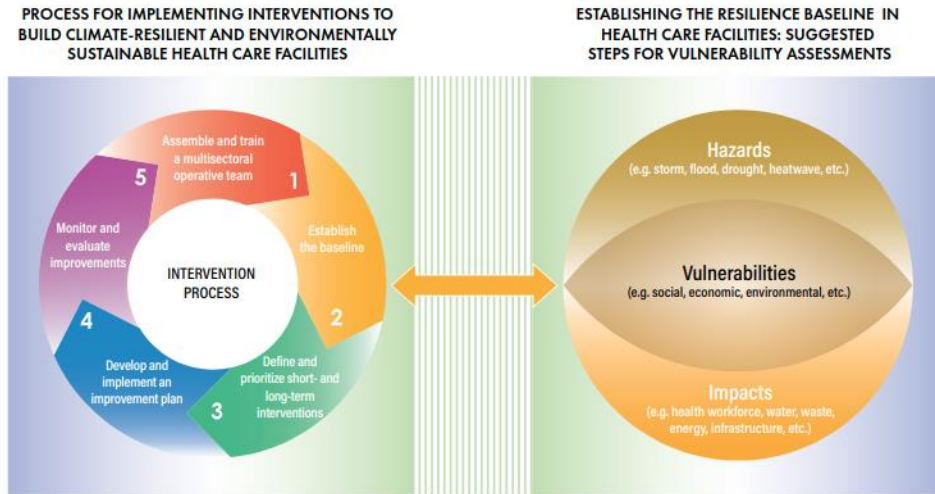 PROCESS FOR IMPLEMENTING INTERVENTIONS TO
BUILD CLIMATE-RESILIENT AND ENVIRONMENTALLY
SUSTAINABLE HEALTH CARE FACILITIES
Assemble and train
a multisectoral
operative team
1
Establish
the baseline
2
Define and
prioritize short- and
long-term
interventions
3
Develop and
implement an
improvement plan
4
Monitor and
evaluate
improvements
5
INTERVENTION
PROCESS
ESTABLISHING THE RESILIENCE BASELINE IN
HEALTH CARE FACILITIES: SUGGESTED
STEPS FOR VULNERABILITY ASSESSMENTS
Hazards
(e.g. storm, flood, drought, heatwave, etc.)
Vulnerabilities
(e.g. social, economic, environmental, etc.)
Impacts
(e.g. health workforce, water, waste,
energy, infrastructure, etc.)